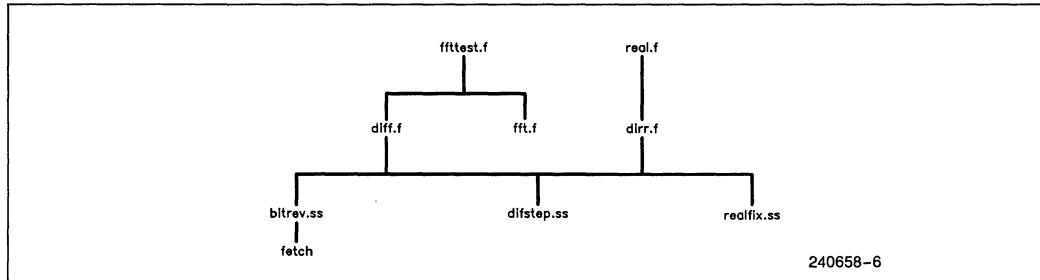 ffttest.f real.f
diff.f fft.f dirr.f
bitrev.ss difstep.ss realfix.ss
fetch
240658-6